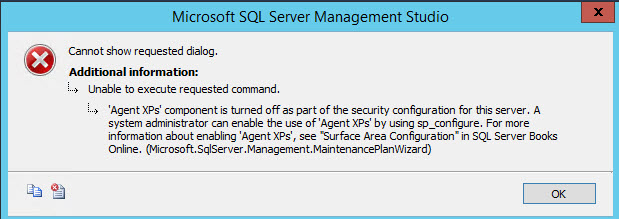 Microsoft SQL Server Management Studio
x
Cannot show requested dialog.
Additional information:
Unable to execute requested command.
'Agent XPs' component is turned off as part of the security configuration for this server. A
system administrator can enable the use of 'Agent XPs' by using sp_configure. For more
information about enabling 'Agent XPs', see "Surface Area Configuration" in SQL Server Books
Online. (Microsoft.SqlServer.Management.MaintenancePlanWizard)
OK